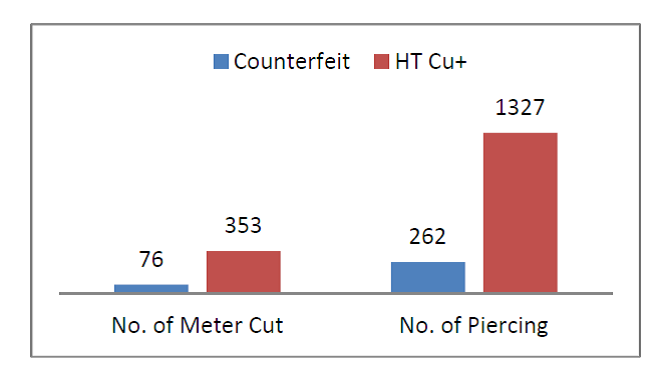 Counterfeit HT Cu+
1327
353
262
76
No. of Meter Cut No. of Piercing